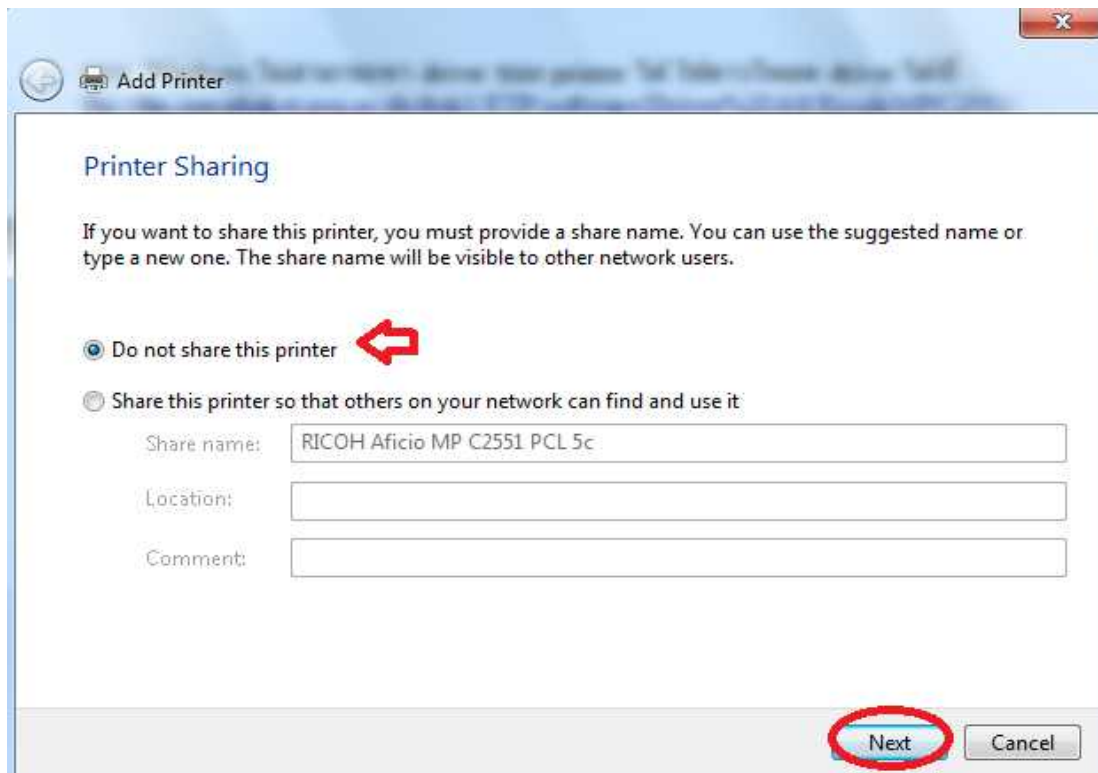 Add Printer
Printer Sharing
If you want to share this printer, you must provide a share name. You can use the suggested name or
type a new one. The share name will be visible to other network users.
Do not share this printer
Share this printer so that others on your network can find and use it
Share name: RICOH Aficio MP C2551 PCL 5c
Location:
Comment:
Next Cancel